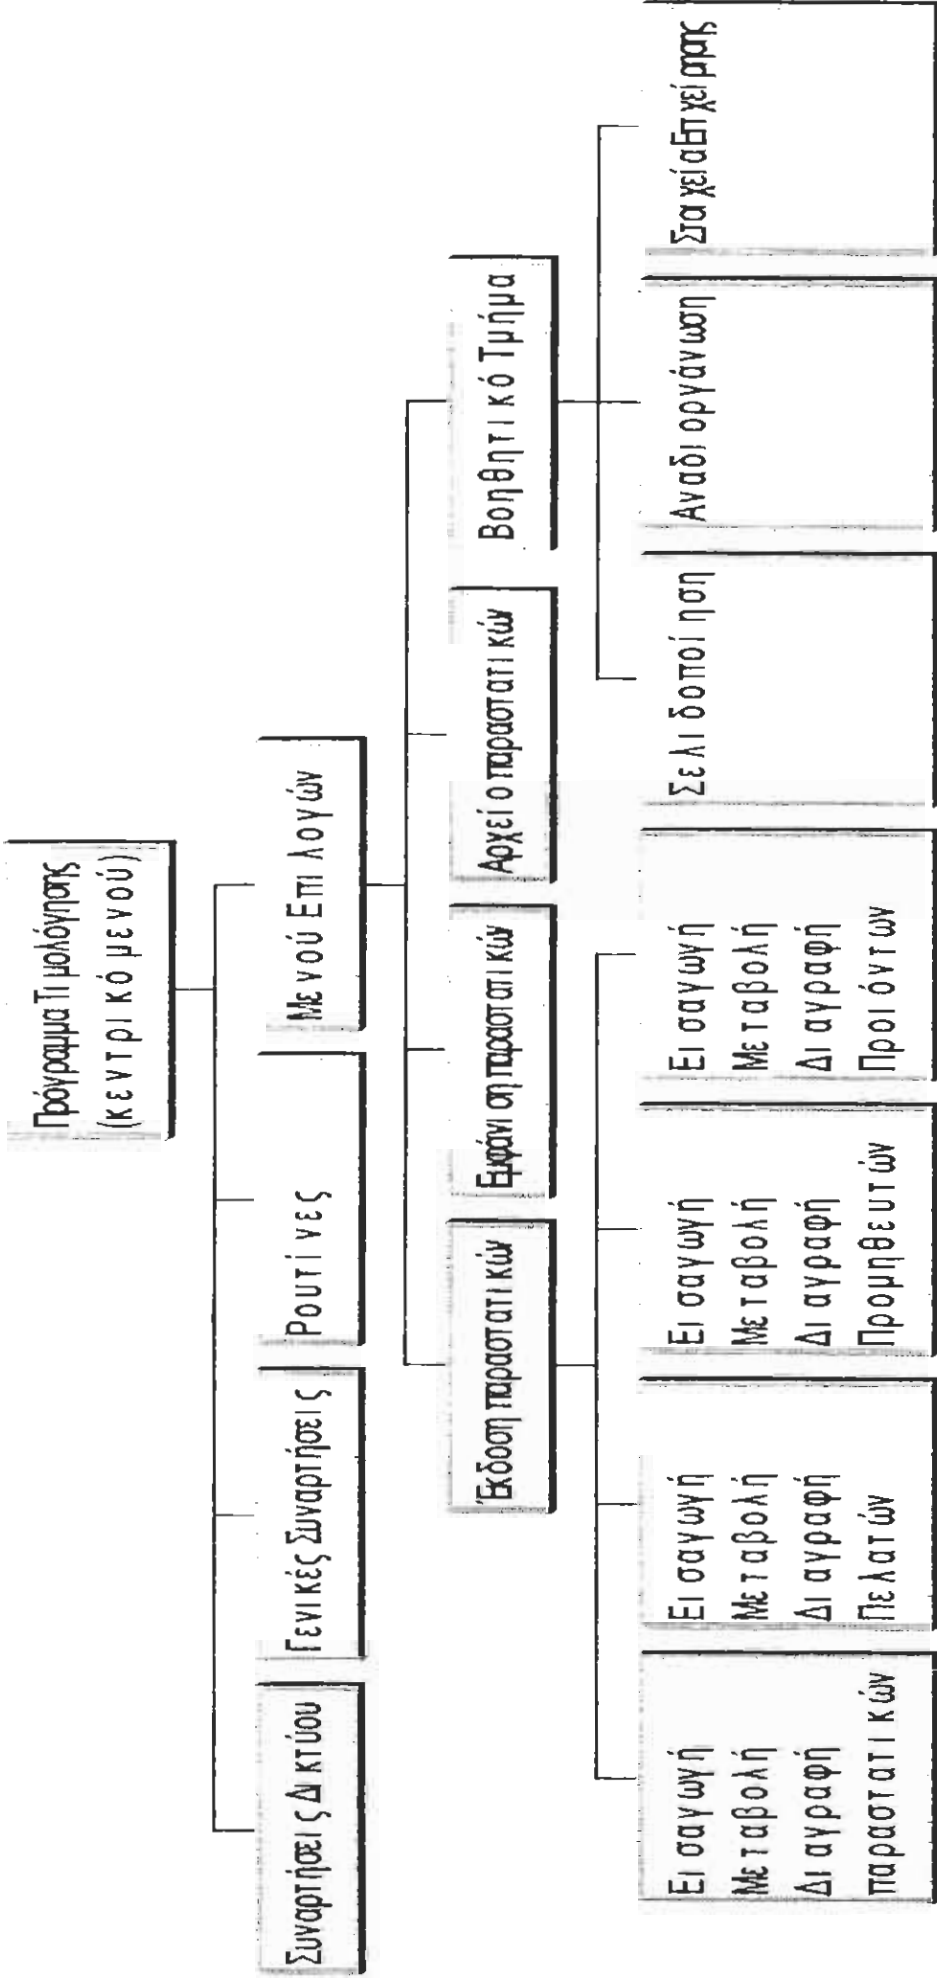 Πρόγραμμα Τιμολόγησης
(κεντρικό μενού)
Συναρτήσεις Δικτύου
Γενικές Συναρτήσεις
Ρουτίνες
Μενού Επιλογών
Έκδοση παραστατικών
Εμφάνιση παραστατικών
Αρχείο παραστατικών
Βοηθητικό Τμήμα
Εισαγωγή
Μεταβολή
Διαγραφή
παραστατικών
Εισαγωγή
Μεταβολή
Διαγραφή
Πελατών
Εισαγωγή
Μεταβολή
Διαγραφή
Προμηθευτών
Εισαγωγή
Μεταβολή
Διαγραφή
Προιόντων
Σελιδοποίηση
Αναδιοργάνωση
Στοιχεία Επιχείρησης